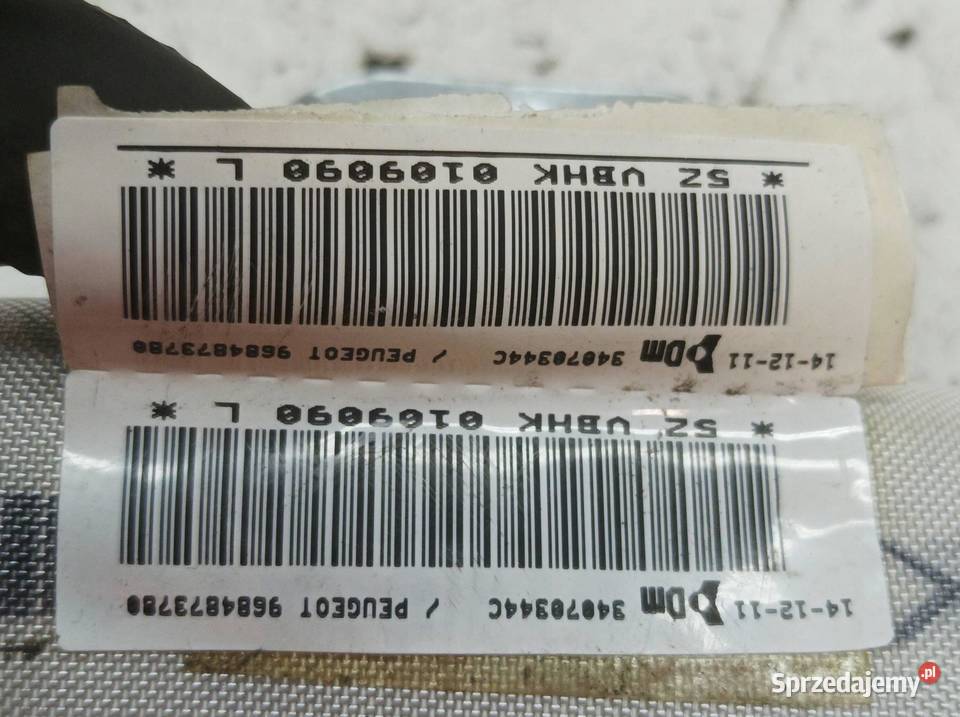 14-12-11 Dm 34070344C / PEUGEOT 9684873780
* 5Z VBHK 0109090 L *
14-12-11 Dm 34070344C / PEUGEOT 9684873780
* 5Z VBHK 0109090 L *
Sprzedajemy.pl